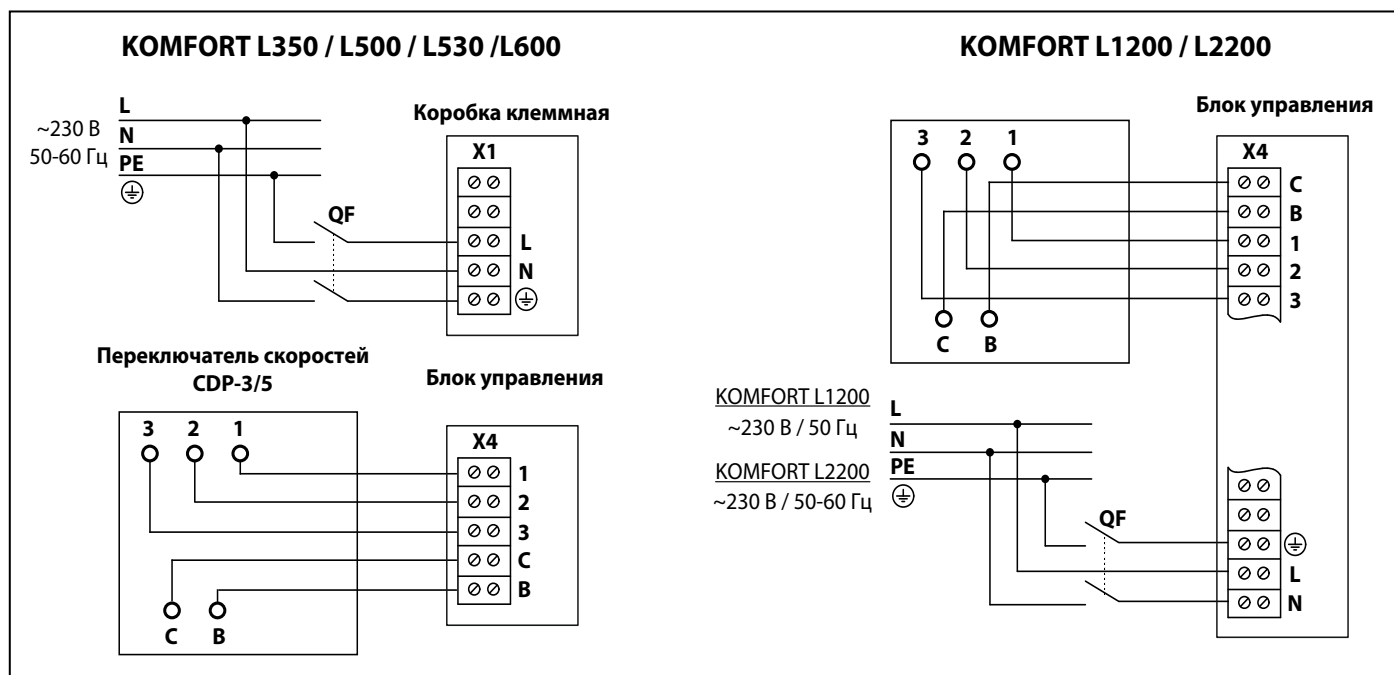 KOMFORT L350 / L500 / L530 /L600
L
~230 В
N
50-60 Гц
PE
QF
Коробка клеммная
X1
L
N
Переключатель скоростей
CDP-3/5
3 2 1
C B
Блок управления
X4
1
2
3
C
B
KOMFORT L1200 / L2200
Блок управления
3 2 1
C B
X4
C
B
1
2
3
KOMFORT L1200
~230 В / 50 Гц
KOMFORT L2200
~230 В / 50-60 Гц
L
N
PE
QF
L
N